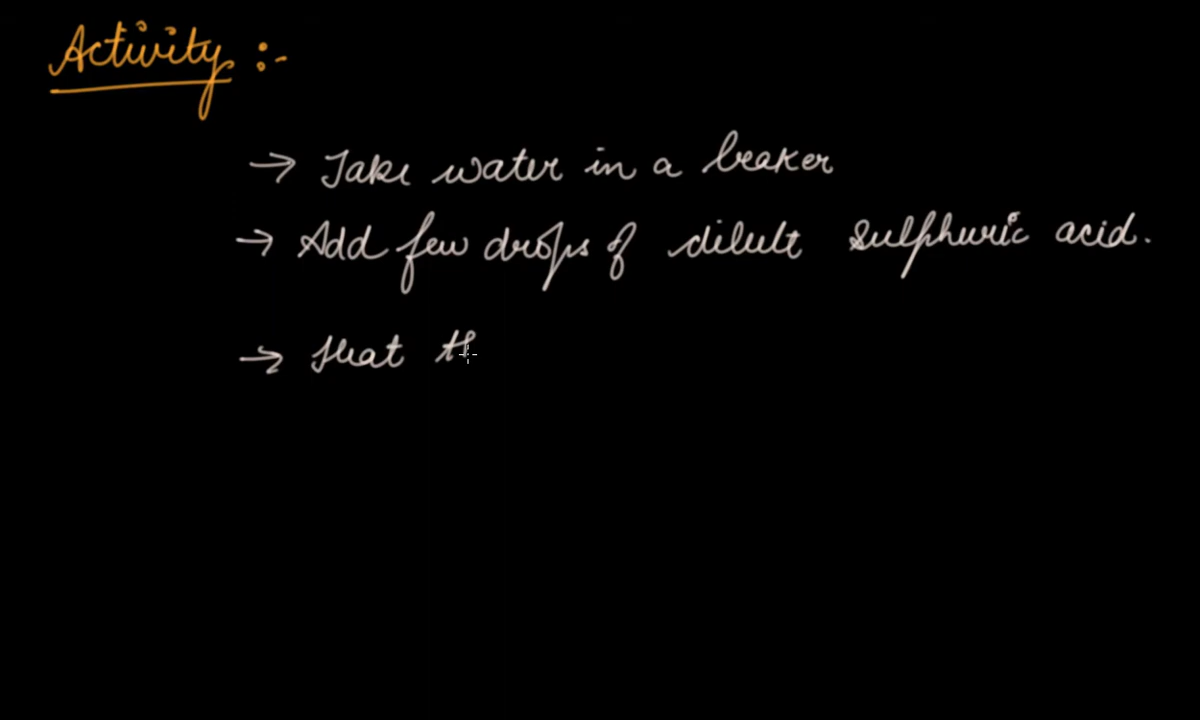 Activity :-
→ Take water in a beaker
→ Add few drops of dilute sulphuric acid.
→ Heat th